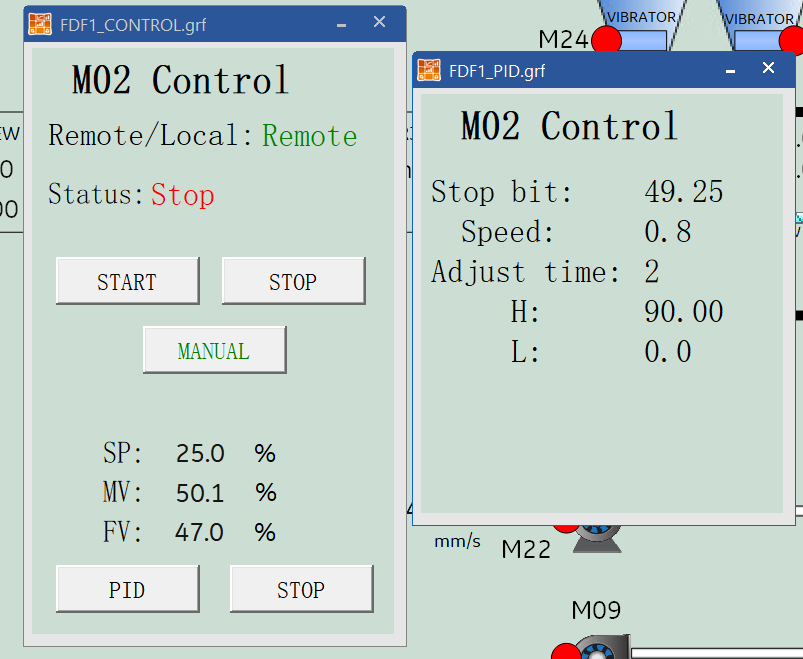 FDF1_CONTROL.grf
M02 Control
Remote/Local: Remote
Status: Stop
START STOP
MANUAL
SP: 25.0 %
MV: 50.1 %
FV: 47.0 %
PID STOP
VIBRATOR VIBRATOR
M24
FDF1_PID.grf
M02 Control
Stop bit: 49.25
Speed: 0.8
Adjust time: 2
H: 90.00
L: 0.0
mm/s M22
M09